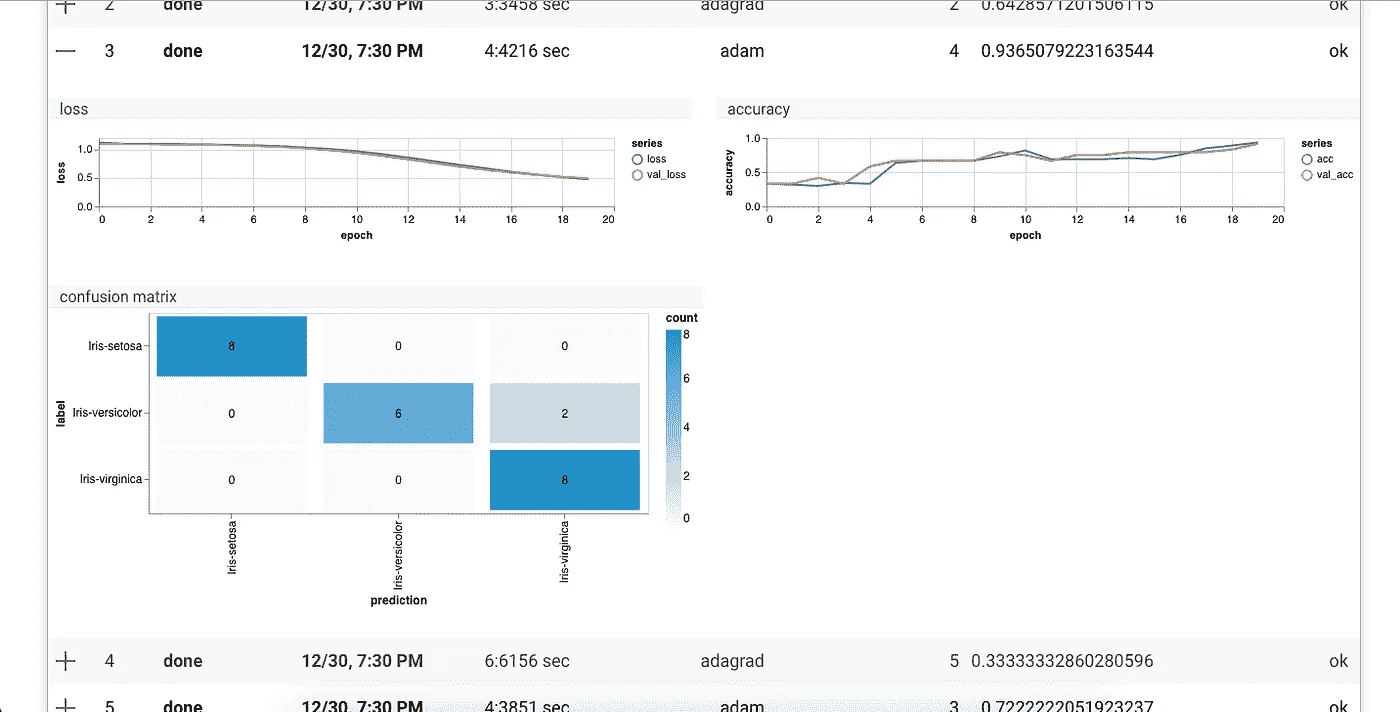 2 done 12/30, 7:30 PM 3:3458 sec adagrad 2 0.6428571201506115 ok
3 done 12/30, 7:30 PM 4:4216 sec adam 4 0.9365079223163544 ok
loss
accuracy
1.0
0.5
0.0
loss
0 2 4 6 8 10 12 14 16 18 20
epoch
series
loss
val_loss
1.0
0.5
0.0
accuracy
0 2 4 6 8 10 12 14 16 18 20
epoch
series
acc
val_acc
confusion matrix
label
Iris-setosa 8 0 0
Iris-versicolor 0 6 2
Iris-virginica 0 0 8
Iris-setosa
Iris-versicolor
Iris-virginica
prediction
count
8
6
4
2
0
4 done 12/30, 7:30 PM 6:6156 sec adagrad 5 0.33333332860280596 ok
5 done 12/30, 7:30 PM 4:3851 sec adam 3 0.7222222051923237 ok